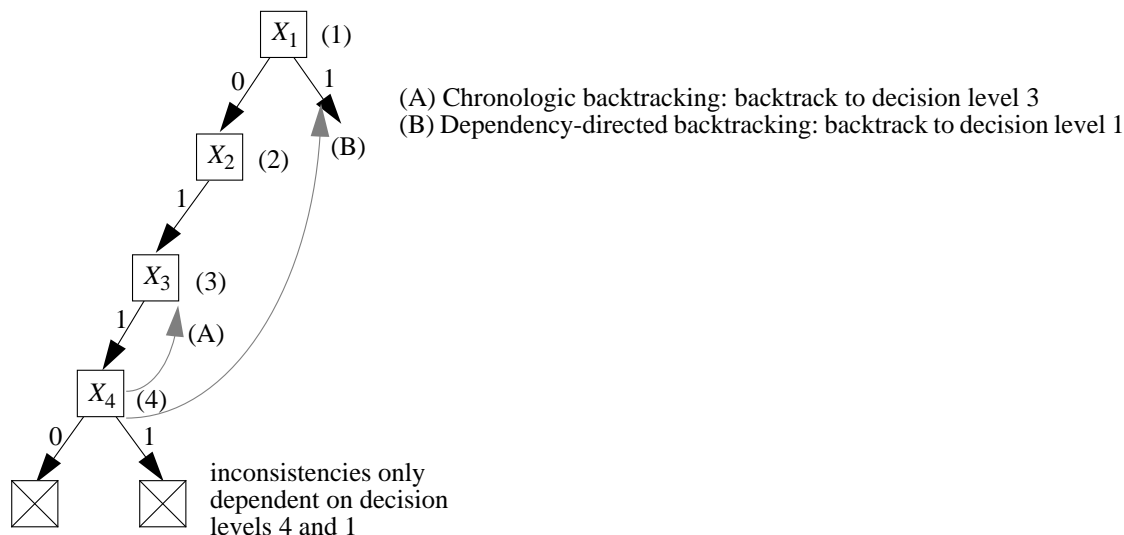 X1 (1)
0 1
(A) Chronologic backtracking: backtrack to decision level 3
(B) Dependency-directed backtracking: backtrack to decision level 1
(B)
X2 (2)
1
X3 (3)
1 (A)
X4 (4)
0 1
inconsistencies only
dependent on decision
levels 4 and 1